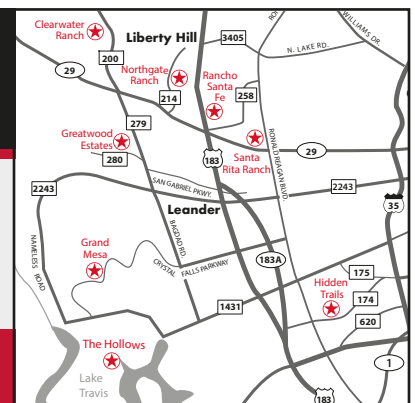 Clearwater
Ranch
Liberty Hill
3405
RO
WILLIAMS DR.
N. LAKE RD.
200
29
Northgate
Ranch
Rancho
Santa
Fe
214
258
279
Greatwood
Estates
280
183
Santa
Rita Ranch
29
RONALD REAGAN BLVD.
2243
SAN GABRIEL PKWY.
2243
35
Leander
NAMELESS ROAD
BAGDAD RD.
Grand
Mesa
CRYSTAL FALLS PARKWAY
183A
175
Hidden
Trails
174
1431
620
The Hollows
1
Lake
Travis
183